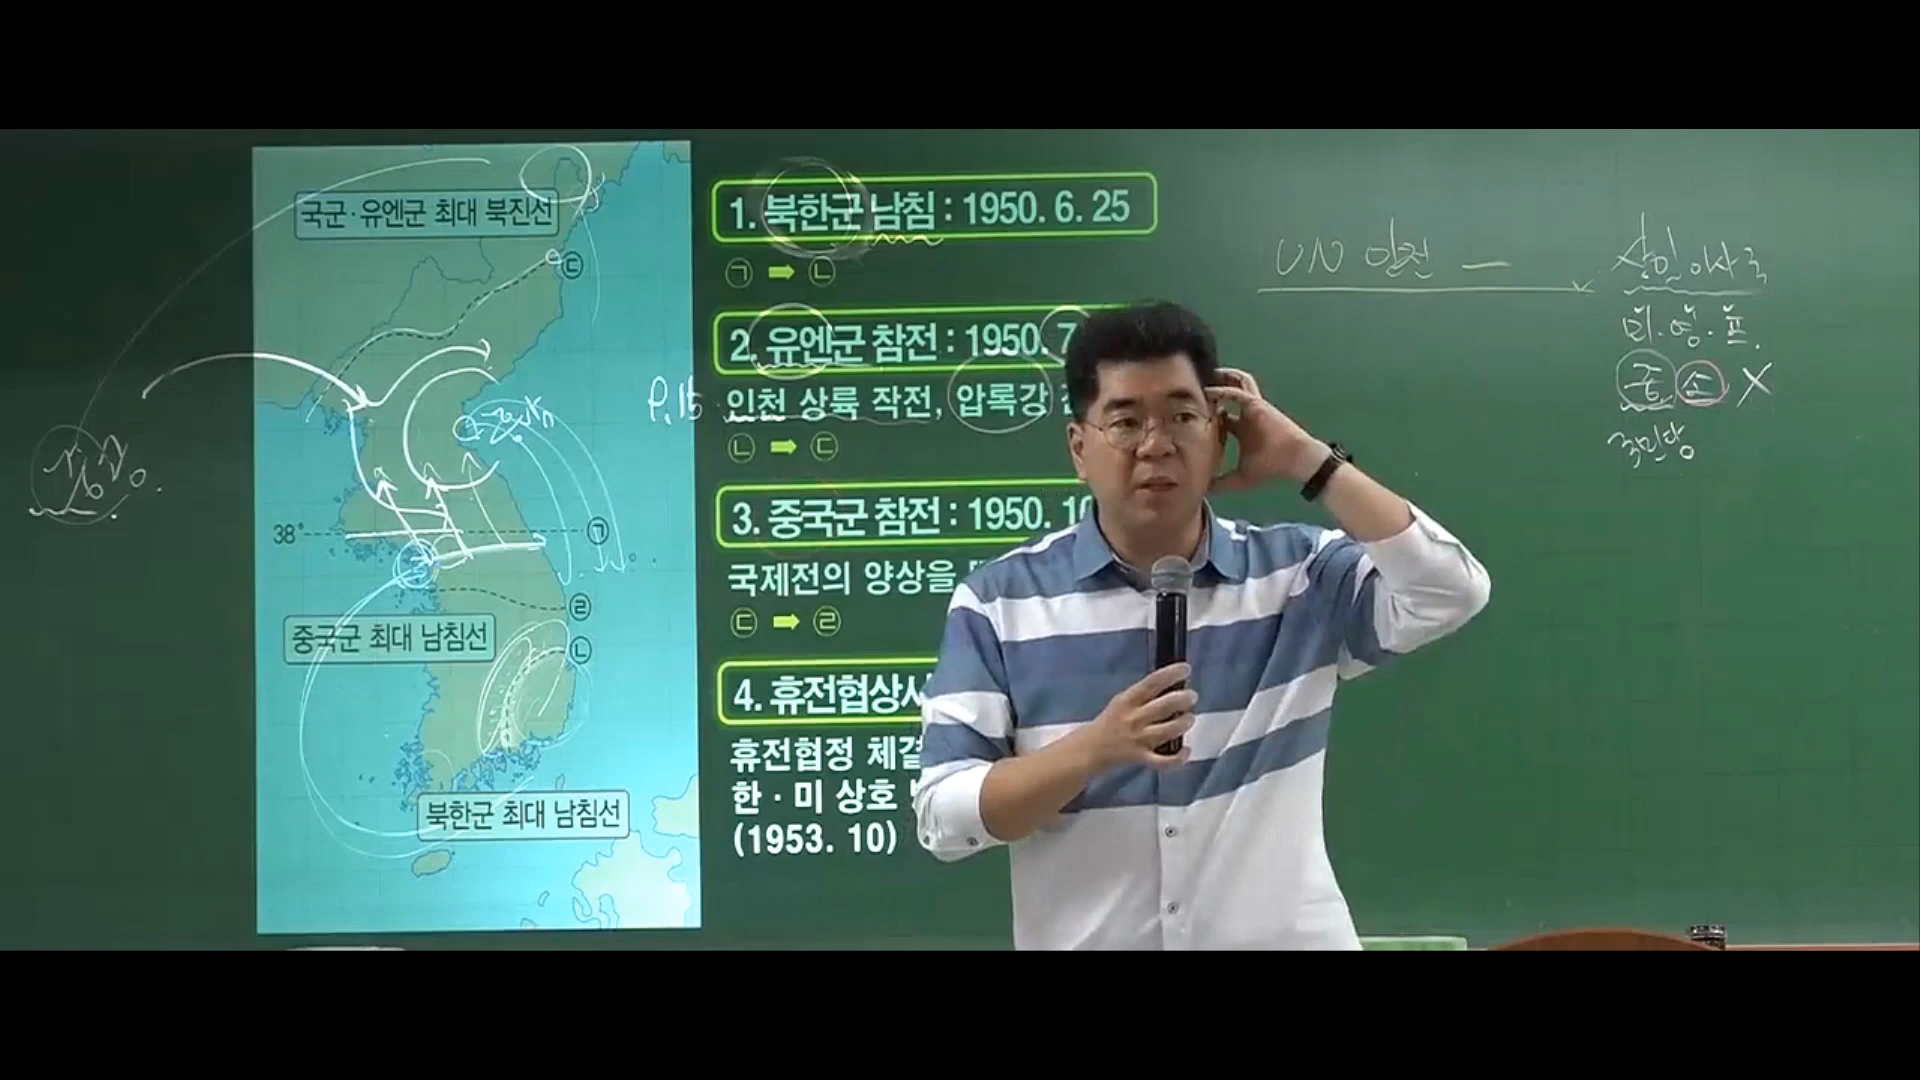 국군·유엔군 최대 북진선
㉢
38°
㉠
㉣
중국군 최대 남침선
㉡
북한군 최대 남침선
1. 북한군 남침 : 1950. 6. 25
㉠ ➡ ㉡
2. 유엔군 참전 : 1950. 7
P.15
인천 상륙 작전, 압록강
㉡ ➡ ㉢
3. 중국군 참전 : 1950. 10
국제전의 양상을
㉢ ➡ ㉣
4. 휴전협상
휴전협정 체결
한·미 상호
(1953. 10)
UN 안전 —
상임이사국
미.영.프.
중 소 X
국민당